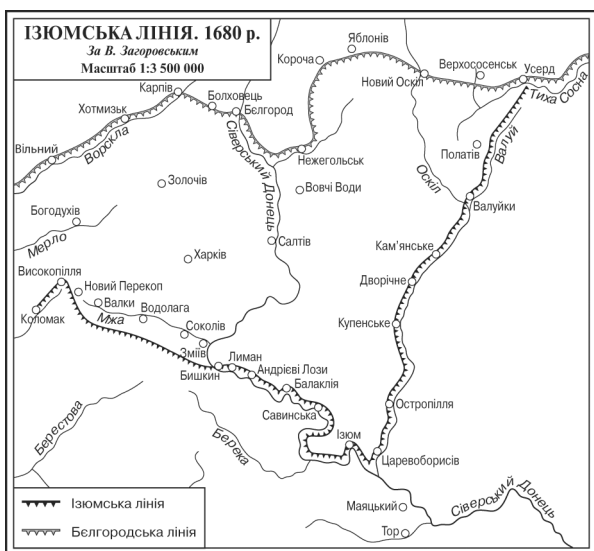 ІЗЮМСЬКА ЛІНІЯ. 1680 р.
За В. Загоровським
Масштаб 1:3 500 000
Яблонів
Короча
Верхососенськ
Усерд
Новий Оскіл
Тиха Сосна
Карпів
Болховець
Бєлгород
Хотмизьк
Ворскла
Вільний
Сіверський Донець
Нежегольськ
Полатів
Валуй
Оскіл
Золочів
Вовчі Води
Валуйки
Богодухів
Мерло
Салтів
Харків
Кам'янське
Високопілля
Новий Перекоп
Дворічне
Валки
Водолага
Коломак
Мжа
Соколів
Купенське
Зміїв
Лиман
Бишкин
Андрієві Лози
Балаклія
Савинська
Остропілля
Берестова
Берека
Ізюм
Царевоборисів
Маяцький
Сіверський Донець
Тор
Ізюмська лінія
Бєлгородська лінія